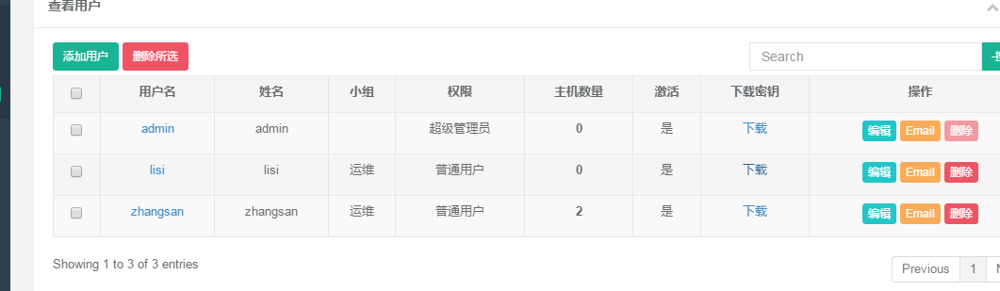 查看用户
添加用户 删除所选 Search
用户名 姓名 小组 权限 主机数量 激活 下载密钥 操作
admin admin 超级管理员 0 是 下载 编辑 Email 删除
lisi lisi 运维 普通用户 0 是 下载 编辑 Email 删除
zhangsan zhangsan 运维 普通用户 2 是 下载 编辑 Email 删除
Showing 1 to 3 of 3 entries Previous 1